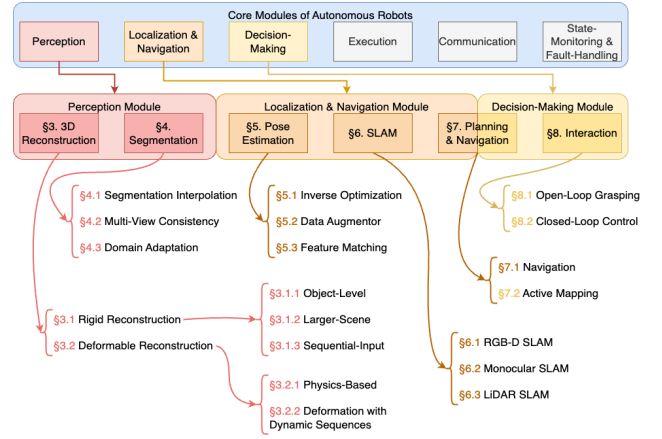 Core Modules of Autonomous Robots
Perception
Localization &
Navigation
Decision-
Making
Execution
Communication
State-
Monitoring &
Fault-Handling
Perception Module
§3. 3D
Reconstruction
§4.
Segmentation
Localization & Navigation Module
§5. Pose
Estimation
§6. SLAM
§7. Planning
& Navigation
Decision-Making Module
§8. Interaction
§4.1 Segmentation Interpolation
§4.2 Multi-View Consistency
§4.3 Domain Adaptation
§5.1 Inverse Optimization
§5.2 Data Augmentor
§5.3 Feature Matching
§8.1 Open-Loop Grasping
§8.2 Closed-Loop Control
§7.1 Navigation
§7.2 Active Mapping
§3.1 Rigid Reconstruction
§3.2 Deformable Reconstruction
§3.1.1 Object-Level
§3.1.2 Larger-Scene
§3.1.3 Sequential-Input
§3.2.1 Physics-Based
§3.2.2 Deformation with
Dynamic Sequences
§6.1 RGB-D SLAM
§6.2 Monocular SLAM
§6.3 LiDAR SLAM